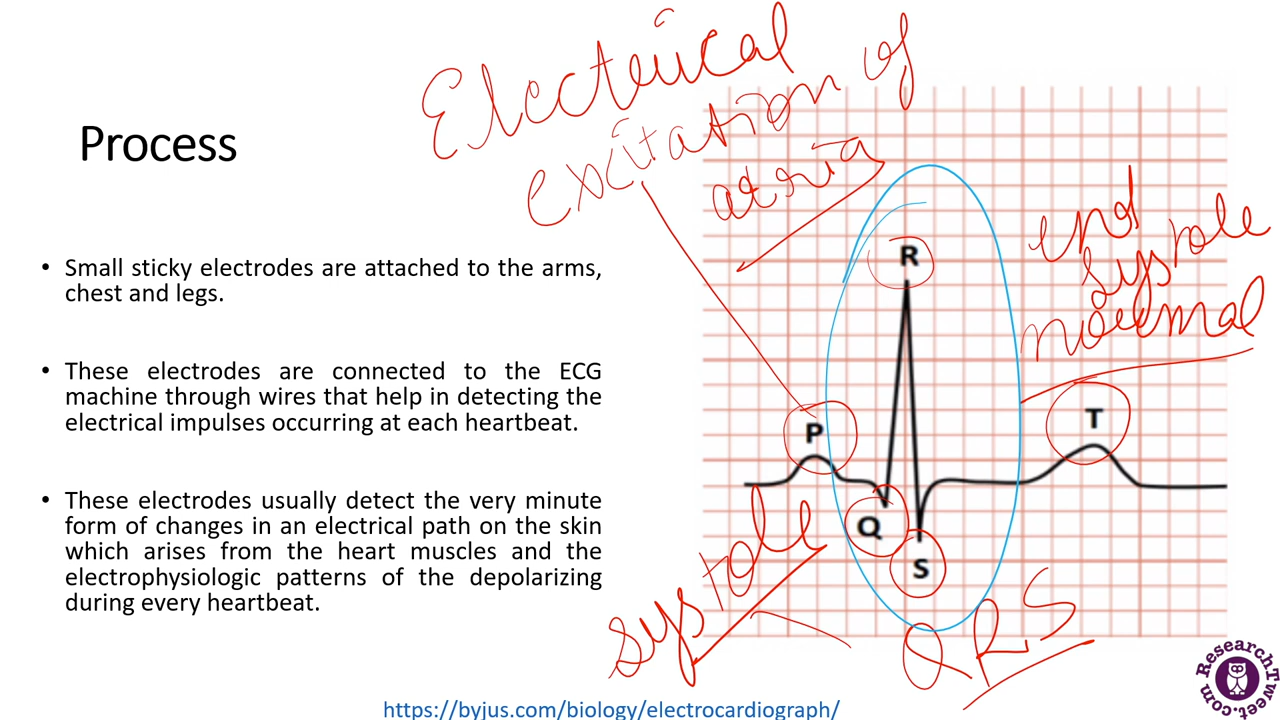 Electrical
excitation of
atria
Process
Small sticky electrodes are attached to the arms,
chest and legs.
These electrodes are connected to the ECG
machine through wires that help in detecting the
electrical impulses occurring at each heartbeat.
These electrodes usually detect the very minute
form of changes in an electrical path on the skin
which arises from the heart muscles and the
electrophysiologic patterns of the depolarizing
during every heartbeat.
R
end
systole
normal
P
T
Q
S
systole
QRS
ResearchTweet.com
https://byjus.com/biology/electrocardiograph/